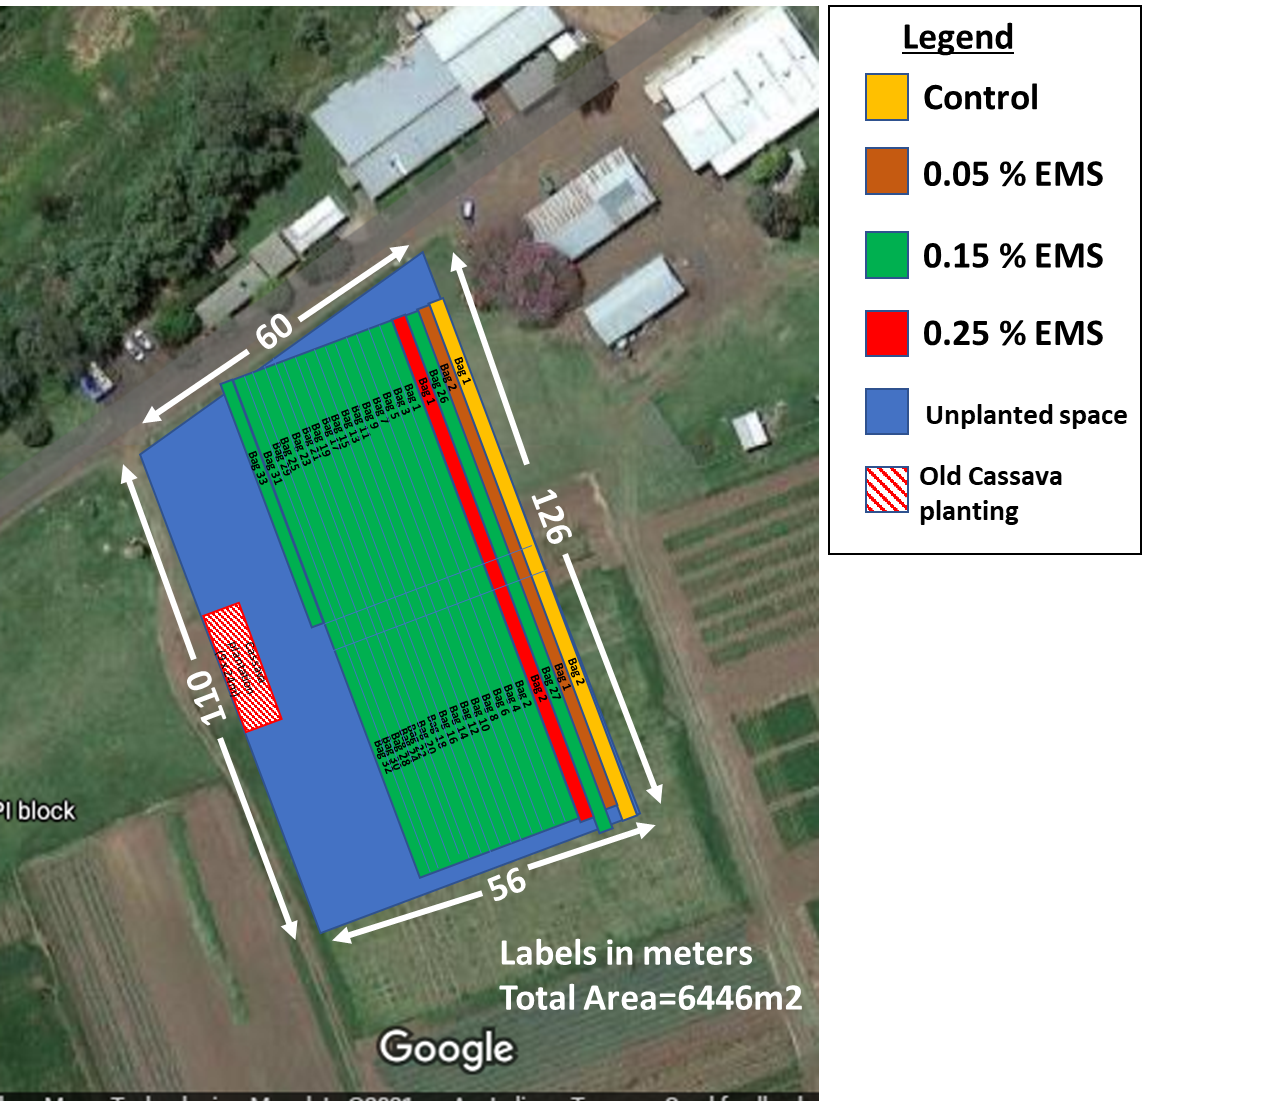 Legend
Control
0.05 % EMS
0.15 % EMS
0.25 % EMS
Unplanted space
Old Cassava
planting
60
126
110
56
Bag 1
Bag 2
Bag 26
Bag 1
Bag 1
Bag 3
Bag 5
Bag 7
Bag 9
Bag 11
Bag 13
Bag 15
Bag 17
Bag 19
Bag 21
Bag 23
Bag 25
Bag 29
Bag 31
Bag 33
Bag 2
Bag 1
Bag 27
Bag 2
Bag 2
Bag 4
Bag 6
Bag 8
Bag 10
Bag 12
Bag 14
Bag 16
Bag 18
Bag 20
Bag 22
Bag 24
Bag 28
Bag 30
Bag 32
PI block
Labels in meters
Total Area=6446m2
Google